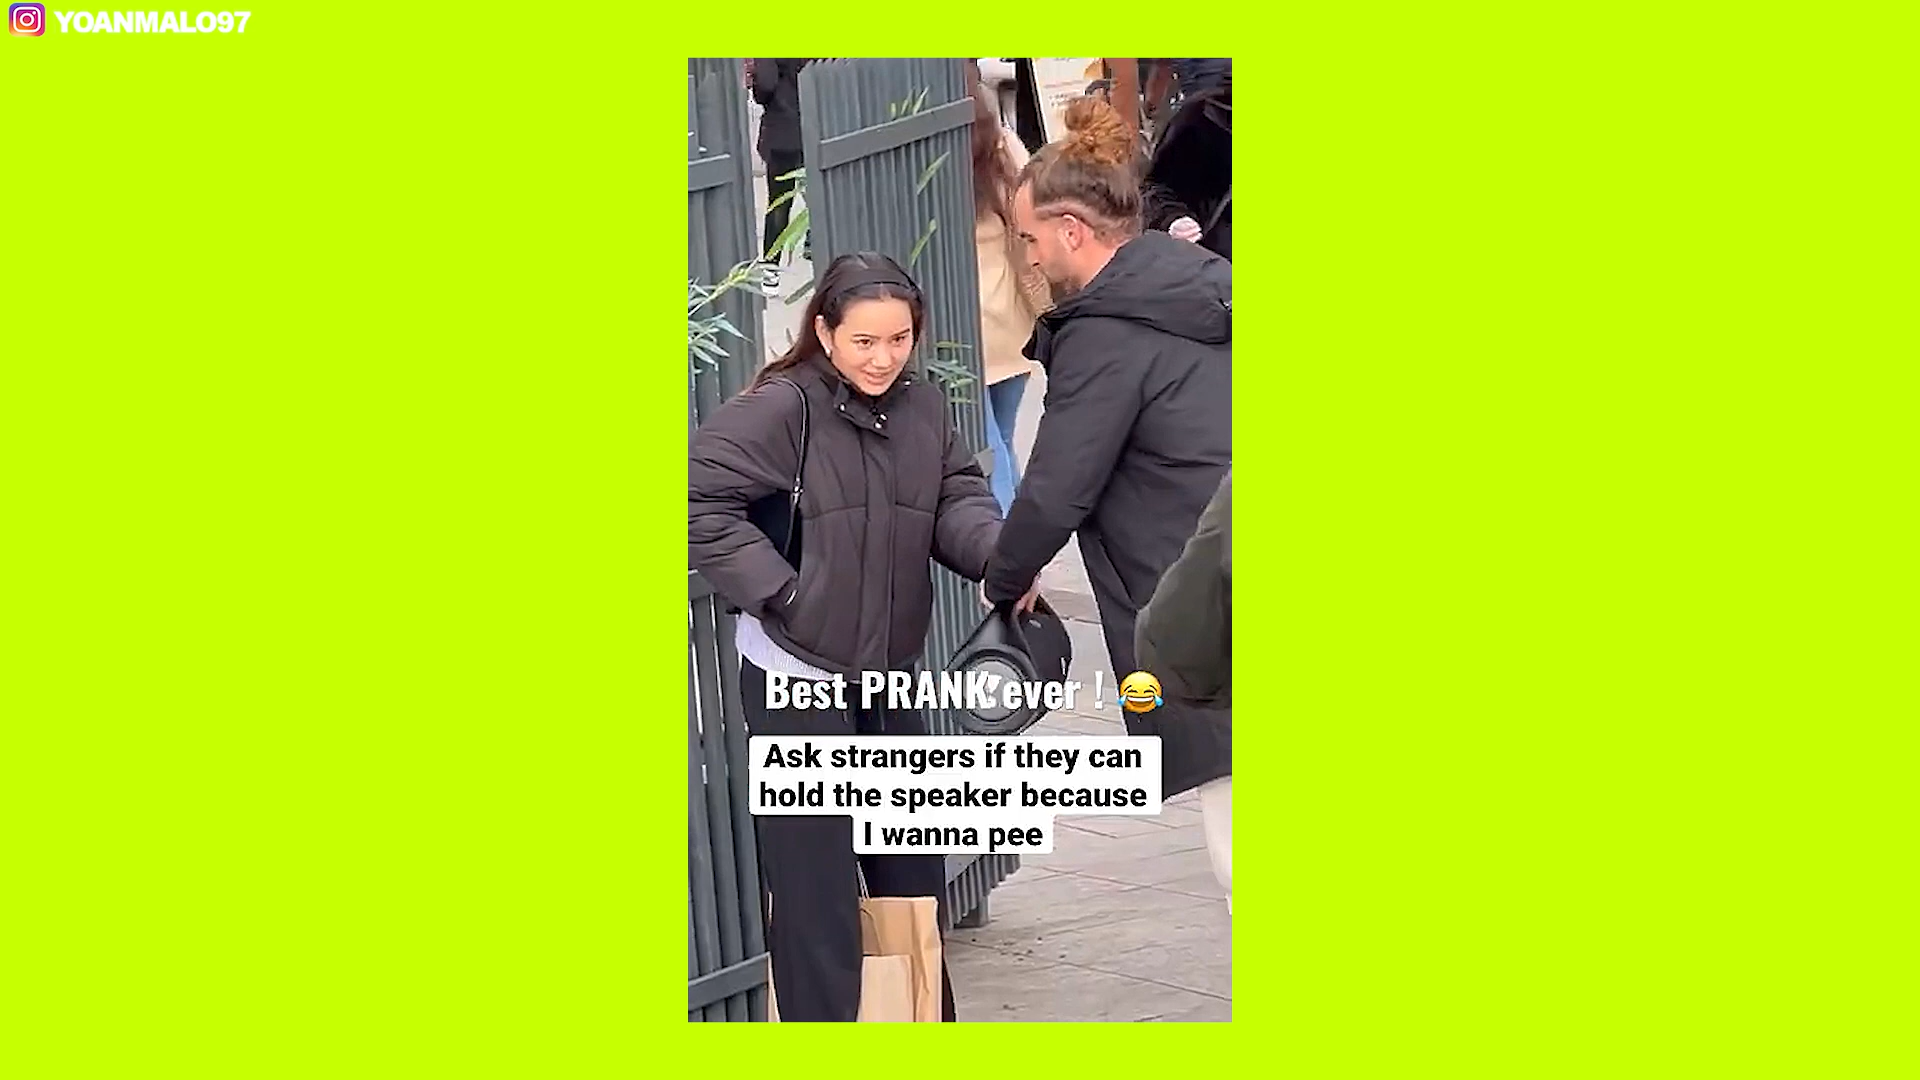 YOANMALO97
Best PRANK ever ! 😂
Ask strangers if they can
hold the speaker because
I wanna pee